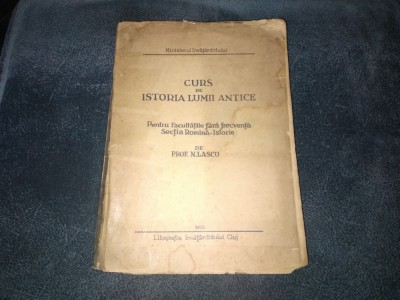 Ministerul Învățământului
CURS
DE
ISTORIA LUMII ANTICE
Pentru facultățile fără frecvență
Secția Romînă-Istorie
DE
PROF. N. LASCU
Litografia Învățământului Cluj